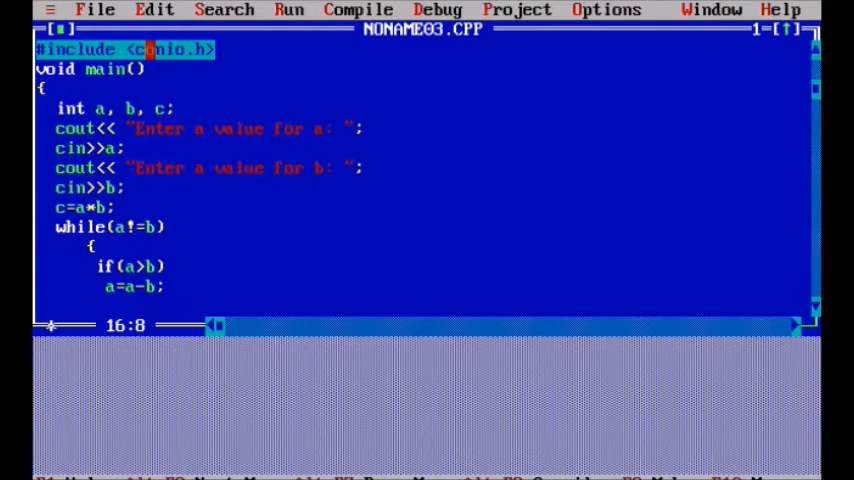 ≡ File Edit Search Run Compile Debug Project Options Window Help
[■] NONAME03.CPP 1=[↑]
#include <conio.h>
void main()
{
int a, b, c;
cout<< "Enter a value for a: ";
cin>>a;
cout<< "Enter a value for b: ";
cin>>b;
c=a*b;
while(a!=b)
{
if(a>b)
a=a-b;
16:8